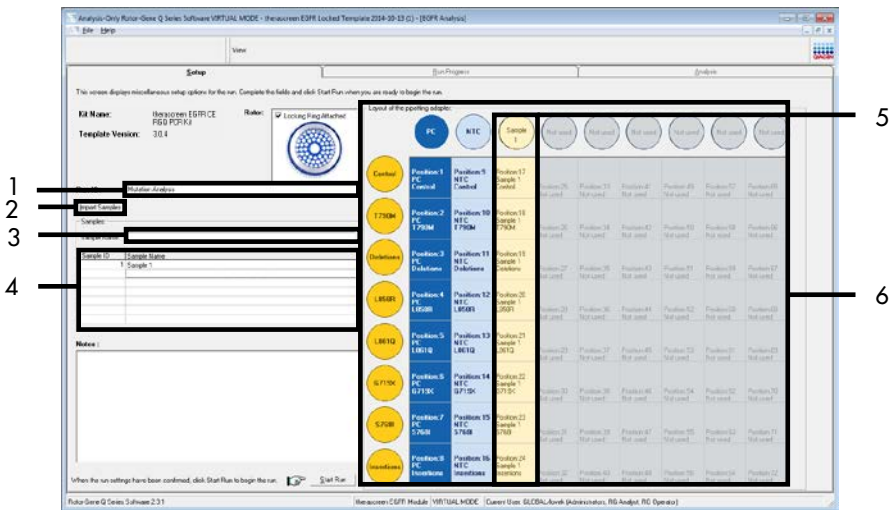 Analysis-Only Rotor-Gene Q Series Software VIRTUAL MODE - therascreen EGFR Locked Template 2014-10-13 (1) - [EGFR Analysis]
File Help
View
QIAGEN
Setup
Run Progress
Analysis
This screen displays miscellaneous setup options for the run. Complete the fields and click Start Run when you are ready to begin the run.
Kit Name: therascreen EGFR CE RGQ PCR Kit
Template Version: 3.0.4
Rotor:
Locking Ring Attached
Layout of the pipetting adapter:
PC NTC Sample 1 Not used Not used Not used Not used Not used Not used
Mutation Analysis
Import Samples
Samples
Sample ID Sample Name
1 Sample 1
Notes :
Control Position:1 PC Control Position:9 NTC Control Position:17 Sample 1 Control
T790M Position:2 PC T790M Position:10 NTC T790M Position:18 Sample 1 T790M
Deletions Position:3 PC Deletions Position:11 NTC Deletions Position:19 Sample 1 Deletions
L858R Position:4 PC L858R Position:12 NTC L858R Position:20 Sample 1 L858R
L861Q Position:5 PC L861Q Position:13 NTC L861Q Position:21 Sample 1 L861Q
G719X Position:6 PC G719X Position:14 NTC G719X Position:22 Sample 1 G719X
S768I Position:7 PC S768I Position:15 NTC S768I Position:23 Sample 1 S768I
Insertions Position:8 PC Insertions Position:16 NTC Insertions Position:24 Sample 1 Insertions
When the run settings have been confirmed, click Start Run to begin the run.
Start Run
Rotor-Gene Q Series Software 2.3.1
therascreen EGFR Module VIRTUAL MODE
1
2
3
4
5
6